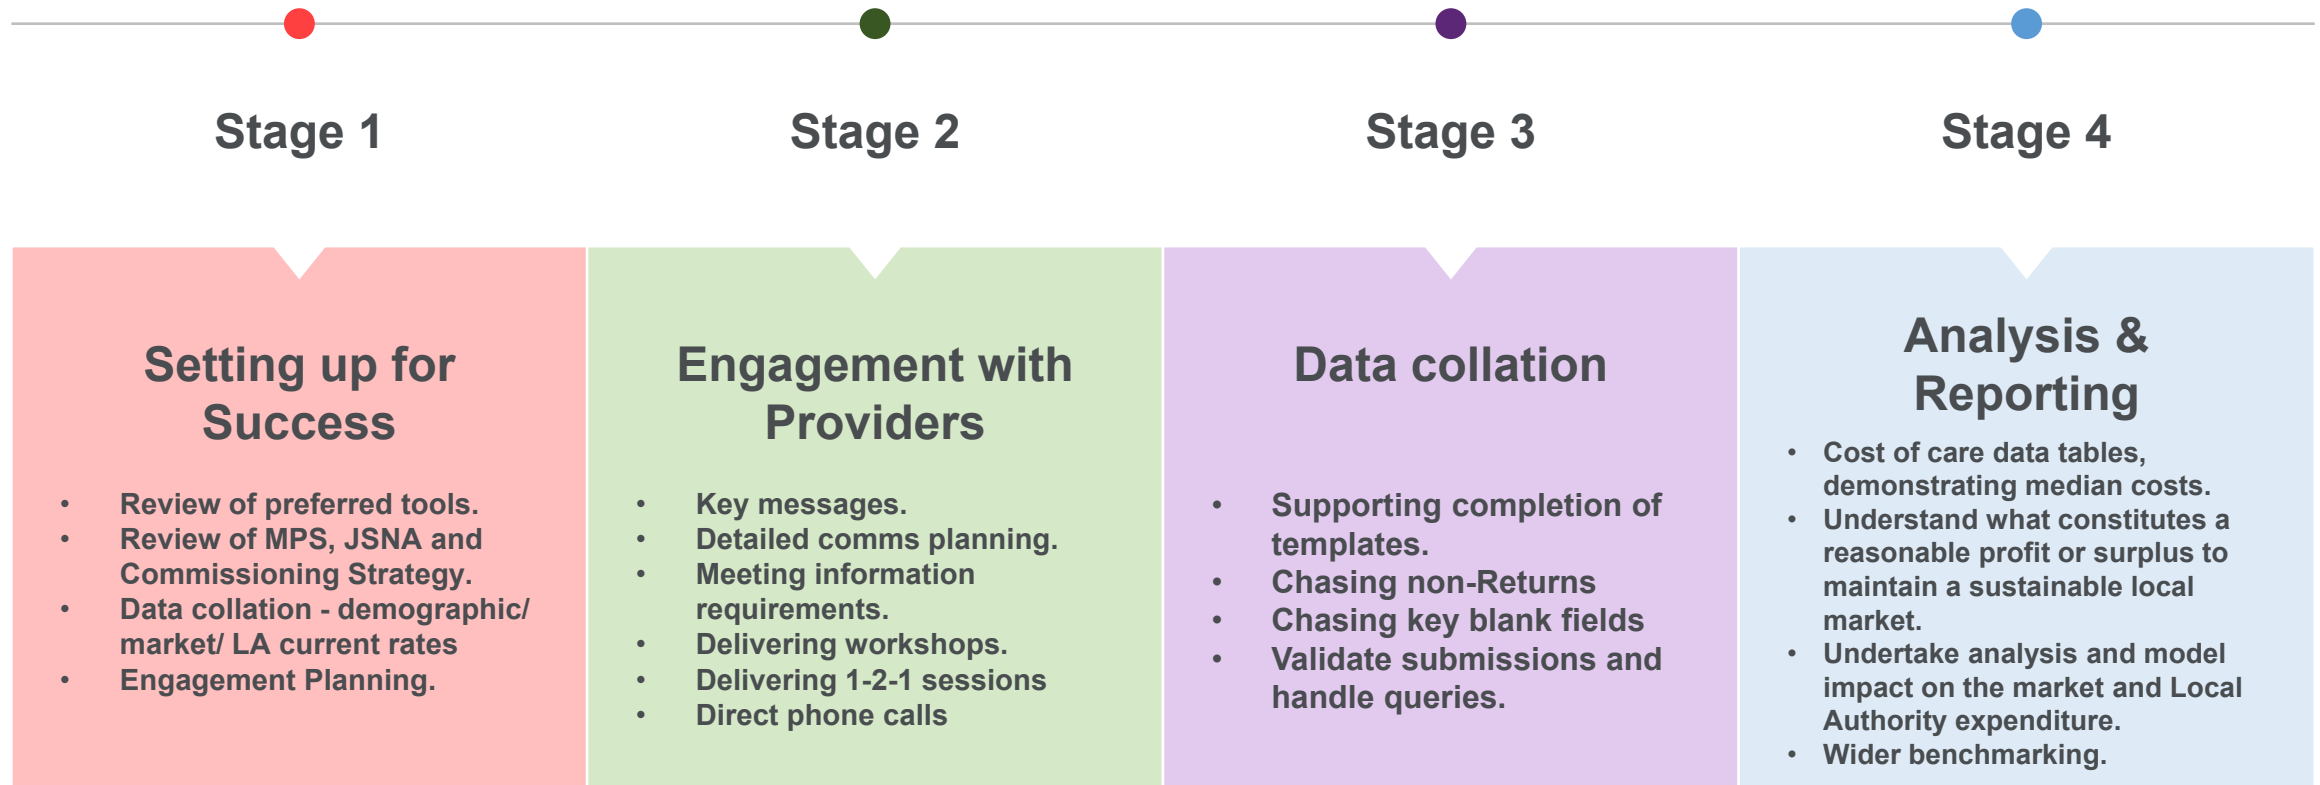 Stage 1
Stage 2
Stage 3
Stage 4
Setting up for
Success
• Review of preferred tools.
• Review of MPS, JSNA and
Commissioning Strategy.
• Data collation - demographic/
market/ LA current rates
• Engagement Planning.
Engagement with
Providers
• Key messages.
• Detailed comms planning.
• Meeting information
requirements.
• Delivering workshops.
• Delivering 1-2-1 sessions
• Direct phone calls
Data collation
• Supporting completion of
templates.
• Chasing non-Returns
• Chasing key blank fields
• Validate submissions and
handle queries.
Analysis &
Reporting
• Cost of care data tables,
demonstrating median costs.
• Understand what constitutes a
reasonable profit or surplus to
maintain a sustainable local
market.
• Undertake analysis and model
impact on the market and Local
Authority expenditure.
• Wider benchmarking.